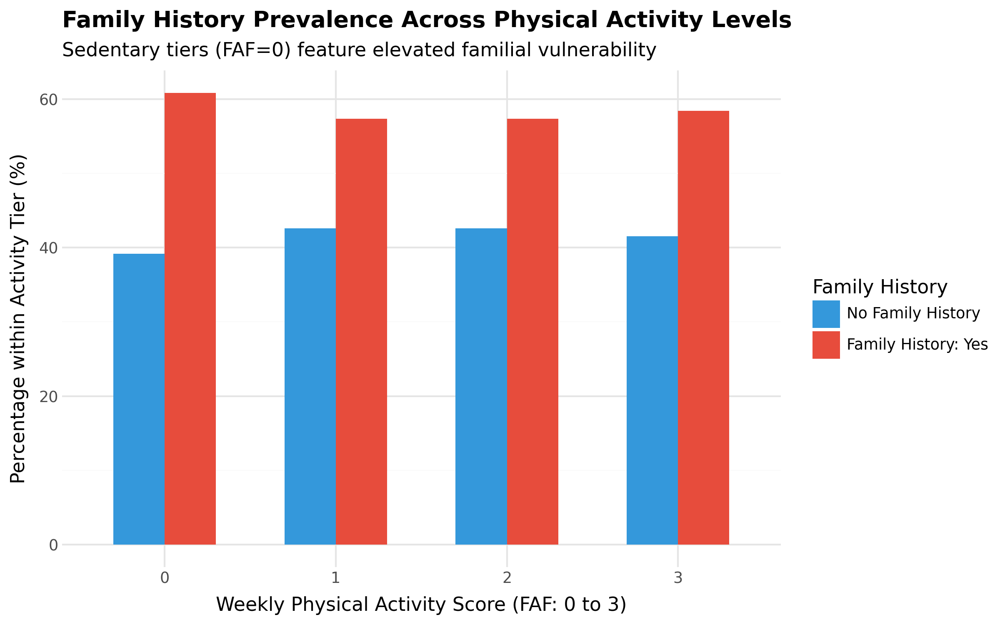 Family History Prevalence Across Physical Activity Levels
Sedentary tiers (FAF=0) feature elevated familial vulnerability
Percentage within Activity Tier (%)
60
40
20
0
0
1
2
3
Weekly Physical Activity Score (FAF: 0 to 3)
Family History
No Family History
Family History: Yes